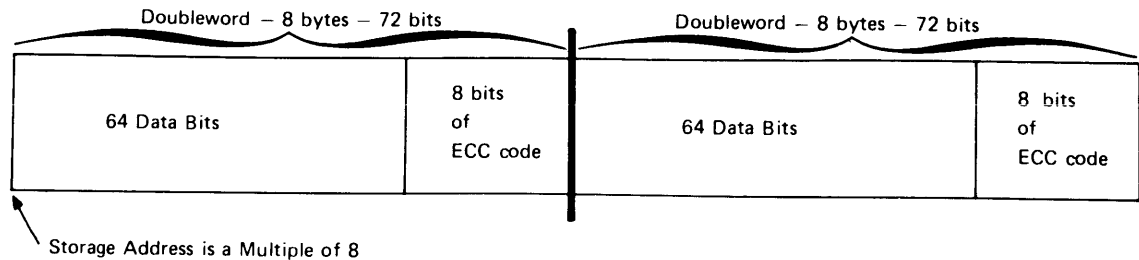 Doubleword – 8 bytes – 72 bits
Doubleword – 8 bytes – 72 bits
64 Data Bits
8 bits
of
ECC code
64 Data Bits
8 bits
of
ECC code
Storage Address is a Multiple of 8